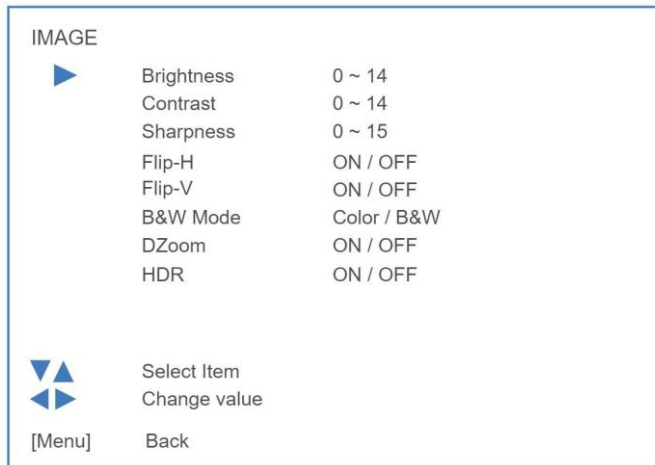 IMAGE
Brightness 0 ~ 14
Contrast 0 ~ 14
Sharpness 0 ~ 15
Flip-H ON / OFF
Flip-V ON / OFF
B&W Mode Color / B&W
DZoom ON / OFF
HDR ON / OFF
Select Item
Change value
[Menu] Back